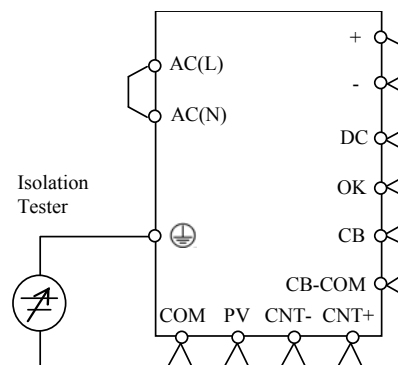 +
AC(L)
-
AC(N)
DC
Isolation
Tester
OK
CB
CB-COM
COM PV CNT- CNT+